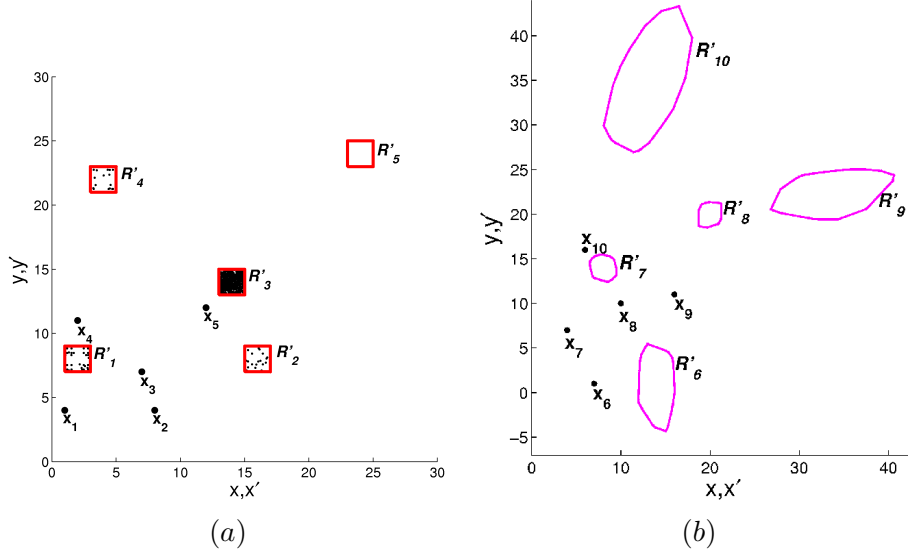 30
25
20
15
10
5
0
0 5 10 15 20 25 30
y,y′
x,x′
R'4
R'5
R'3
R'1
R'2
x4
x5
x3
x1
x2
(a)
40
35
30
25
20
15
10
5
0
−5
0 10 20 30 40
y,y′
x,x′
R'10
R'9
R'8
x10
R'7
x9
x8
x7
R'6
x6
(b)